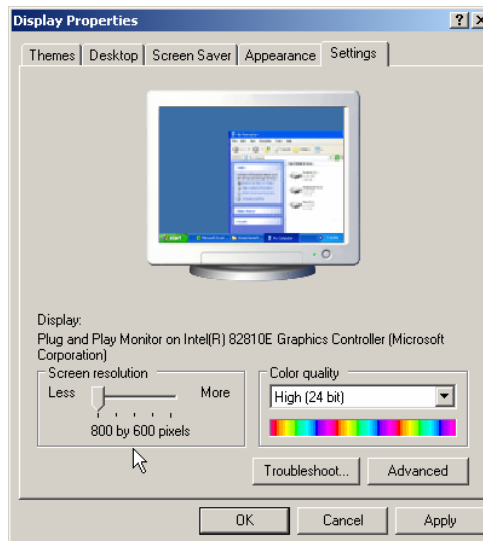 Display Properties
Themes
Desktop
Screen Saver
Appearance
Settings
start
Display:
Plug and Play Monitor on Intel(R) 82810E Graphics Controller (Microsoft
Corporation)
Screen resolution
Less
More
800 by 600 pixels
Color quality
High (24 bit)
Troubleshoot...
Advanced
OK
Cancel
Apply